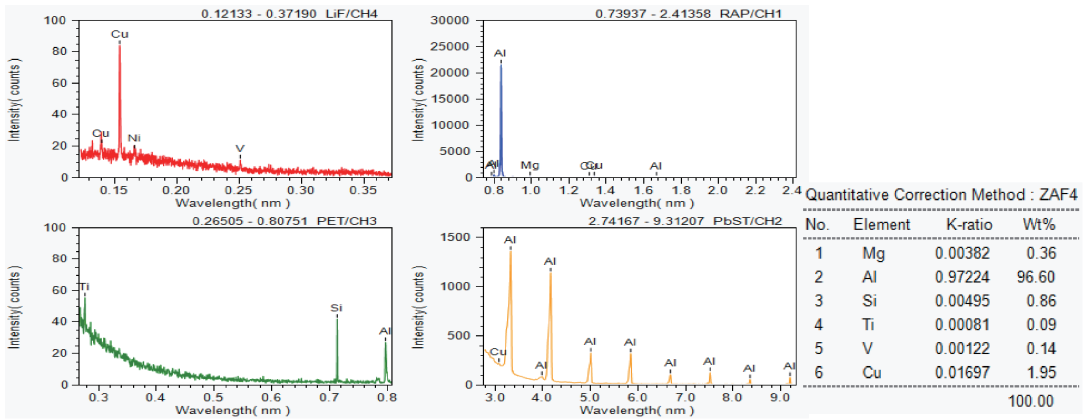 0.12133 - 0.37190 LiF/CH4
Intensity( counts )
100
80
60
40
20
0
Cu
Cu
Ni
V
0.15 0.20 0.25 0.30 0.35
Wavelength( nm )
0.73937 - 2.41358 RAP/CH1
Intensity( counts )
30000
25000
20000
15000
10000
5000
0
Al
Mg
Cu
Al
0.8 1.0 1.2 1.4 1.6 1.8 2.0 2.2 2.4
Wavelength( nm )
0.26505 - 0.80751 PET/CH3
Intensity( counts )
100
80
60
40
20
0
Ti
Si
Al
0.3 0.4 0.5 0.6 0.7 0.8
Wavelength( nm )
2.74167 - 9.31207 PbST/CH2
Intensity( counts )
1500
1000
500
0
Cu
Al
Al
Al
Al
Al
Al
Al
Al
Al
3.0 4.0 5.0 6.0 7.0 8.0 9.0
Wavelength( nm )
Quantitative Correction Method : ZAF4
No. Element K-ratio Wt%
1 Mg 0.00382 0.36
2 Al 0.97224 96.60
3 Si 0.00495 0.86
4 Ti 0.00081 0.09
5 V 0.00122 0.14
6 Cu 0.01697 1.95
100.00